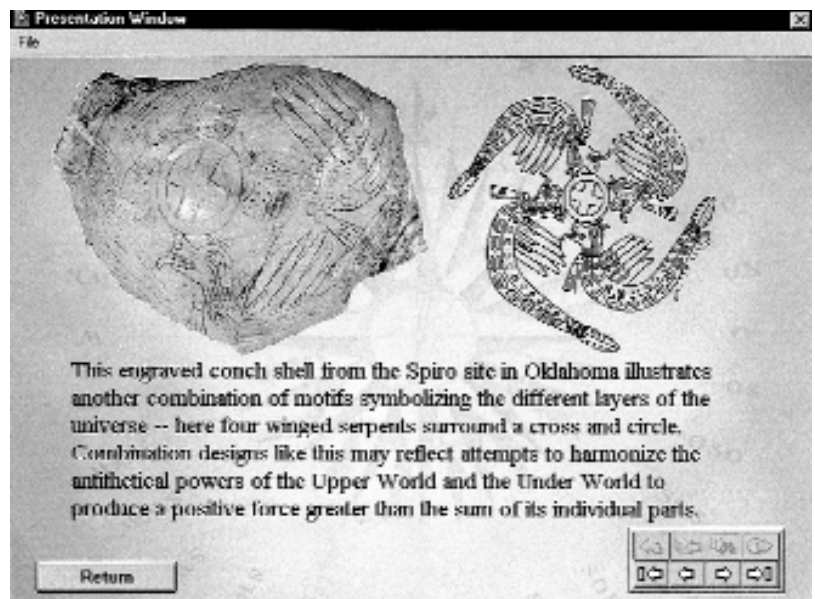 Presentation Window
File
This engraved conch shell from the Spiro site in Oklahoma illustrates
another combination of motifs symbolizing the different layers of the
universe -- here four winged serpents surround a cross and circle.
Combination designs like this may reflect attempts to harmonize the
antithetical powers of the Upper World and the Under World to
produce a positive force greater than the sum of its individual parts.
Return